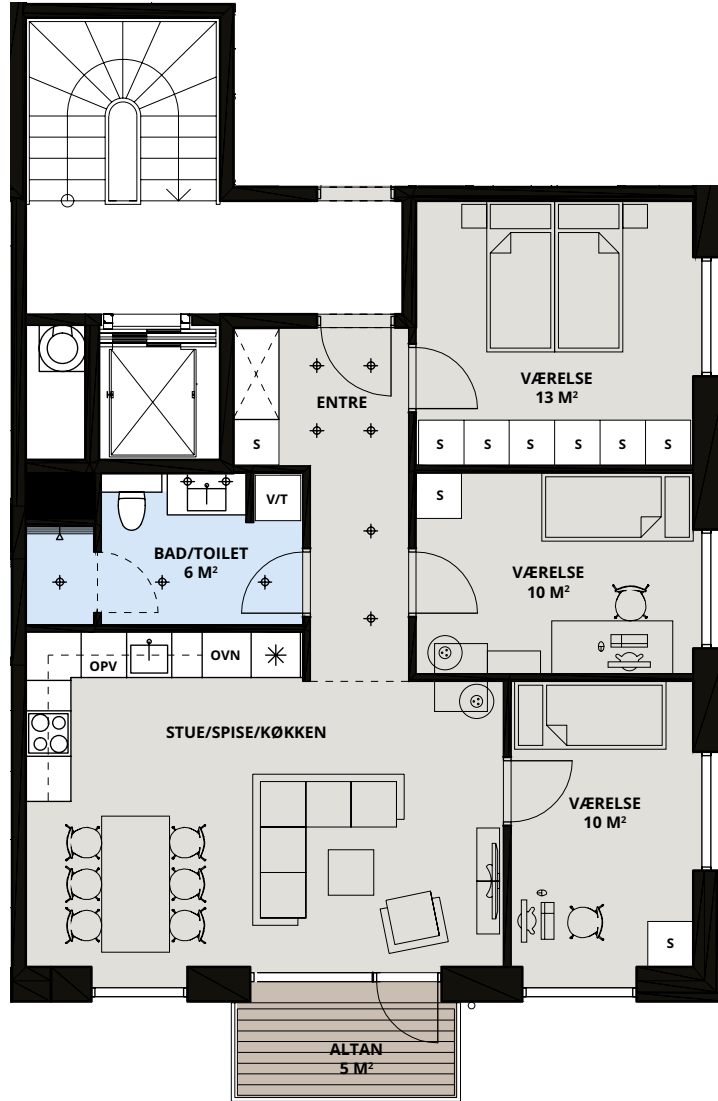 VÆRELSE
13 M²
ENTRE
S
S
S
S
S
S
S
S
V/T
BAD/TOILET
6 M²
VÆRELSE
10 M²
OPV
OVN
STUE/SPISE/KØKKEN
VÆRELSE
10 M²
S
ALTAN
5 M²